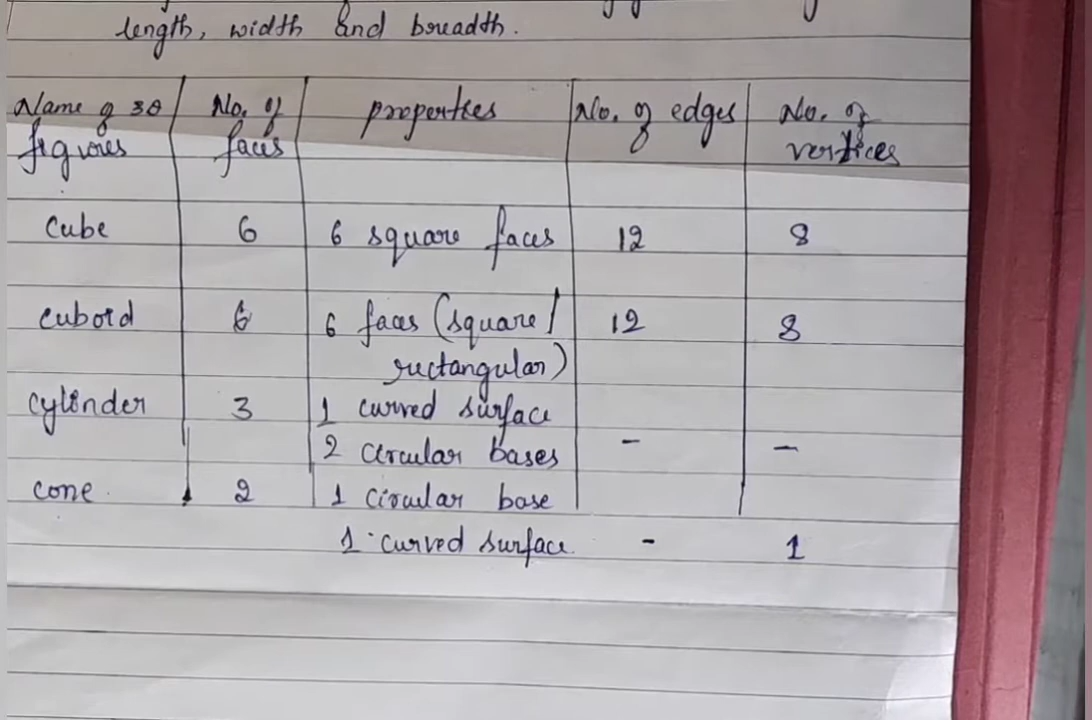 length, width and breadth.
Name of 3D figures | No. of faces | properties | No. of edges | No. of vertices
cube | 6 | 6 square faces | 12 | 8
cuboid | 6 | 6 faces (square / rectangular) | 12 | 8
cylinder | 3 | 1 curved surface
2 circular bases | - | -
cone | 2 | 1 circular base
1 curved surface. | - | 1